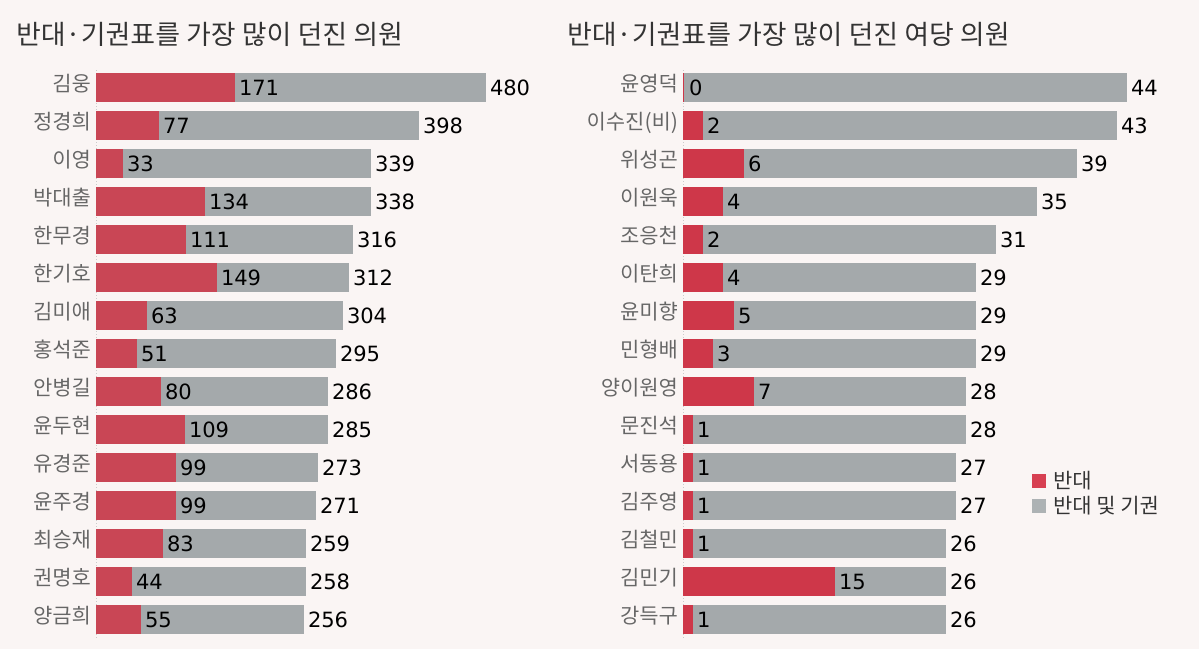 반대·기권표를 가장 많이 던진 의원
김웅 171 480
정경희 77 398
이영 33 339
박대출 134 338
한무경 111 316
한기호 149 312
김미애 63 304
홍석준 51 295
안병길 80 286
윤두현 109 285
유경준 99 273
윤주경 99 271
최승재 83 259
권명호 44 258
양금희 55 256
반대·기권표를 가장 많이 던진 여당 의원
윤영덕 0 44
이수진(비) 2 43
위성곤 6 39
이원욱 4 35
조응천 2 31
이탄희 4 29
윤미향 5 29
민형배 3 29
양이원영 7 28
문진석 1 28
서동용 1 27
김주영 1 27
김철민 1 26
김민기 15 26
강득구 1 26
반대
반대 및 기권